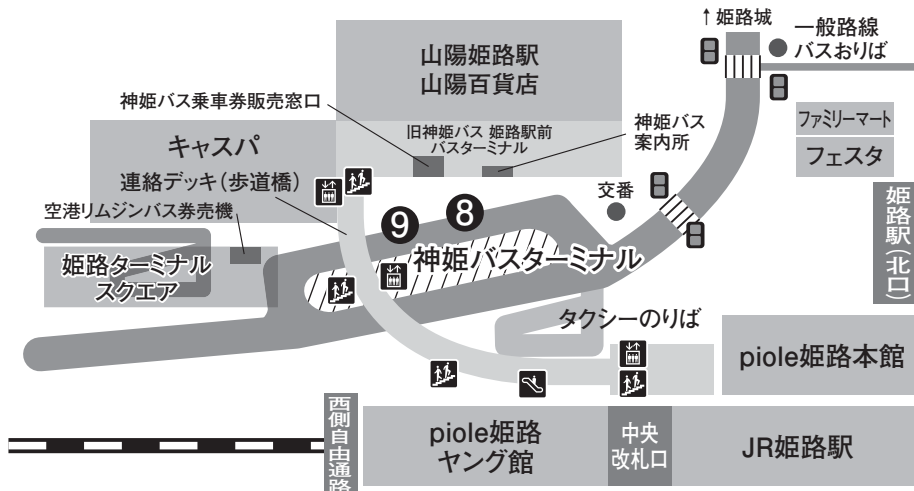 ↑姫路城
一般路線
バスおりば
山陽姫路駅
山陽百貨店
神姫バス乗車券販売窓口
旧神姫バス 姫路駅前
バスターミナル
神姫バス
案内所
ファミリーマート
フェスタ
キャスパ
連絡デッキ(歩道橋)
空港リムジンバス券売機
交番
9
8
神姫バスターミナル
姫路ターミナル
スクエア
姫路駅(北口)
タクシーのりば
piole姫路本館
西側自由通路
piole姫路
ヤング館
中央
改札口
JR姫路駅